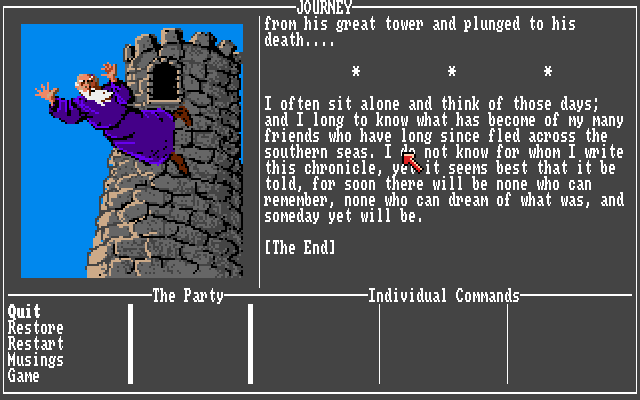 JOURNEY
from his great tower and plunged to his
death....
* * *
I often sit alone and think of those days;
and I long to know what has become of my many
friends who have long since fled across the
southern seas. I do not know for whom I write
this chronicle, yet it seems best that it be
told, for soon there will be none who can
remember, none who can dream of what was, and
someday yet will be.
[The End]
The Party
Individual Commands
Quit
Restore
Restart
Musings
Game